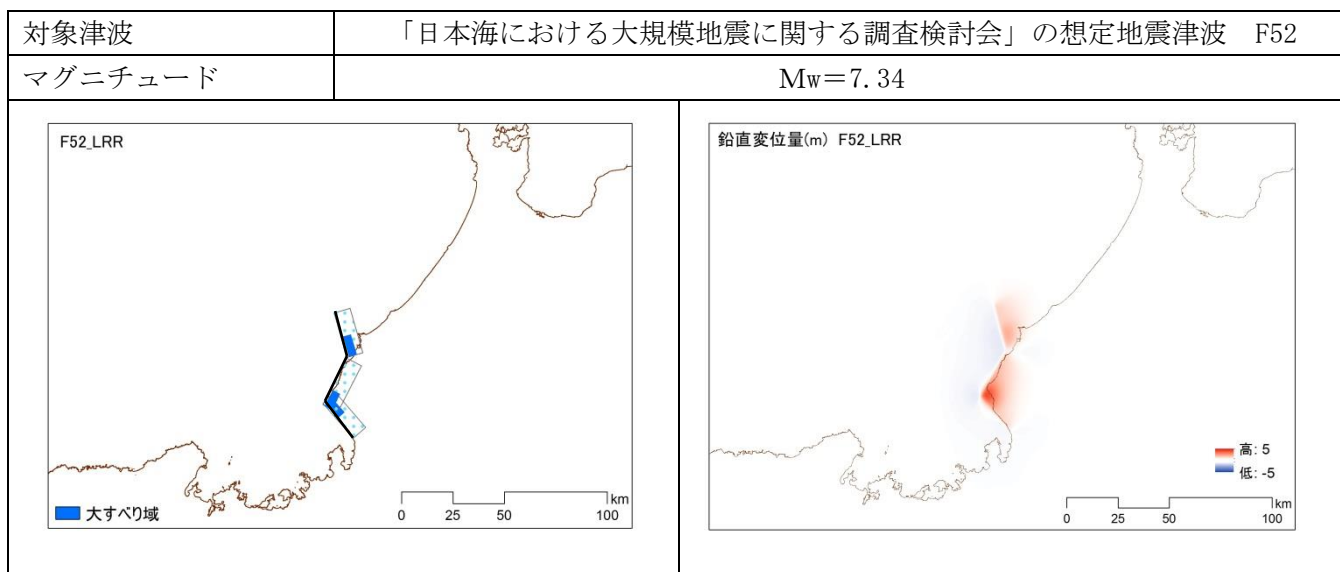 対象津波
「日本海における大規模地震に関する調査検討会」の想定地震津波　F52
マグニチュード
Mw＝7.34
F52_LRR
大すべり域
km
0 25 50 100
鉛直変位量(m) F52_LRR
高: 5
低: -5
km
0 25 50 100